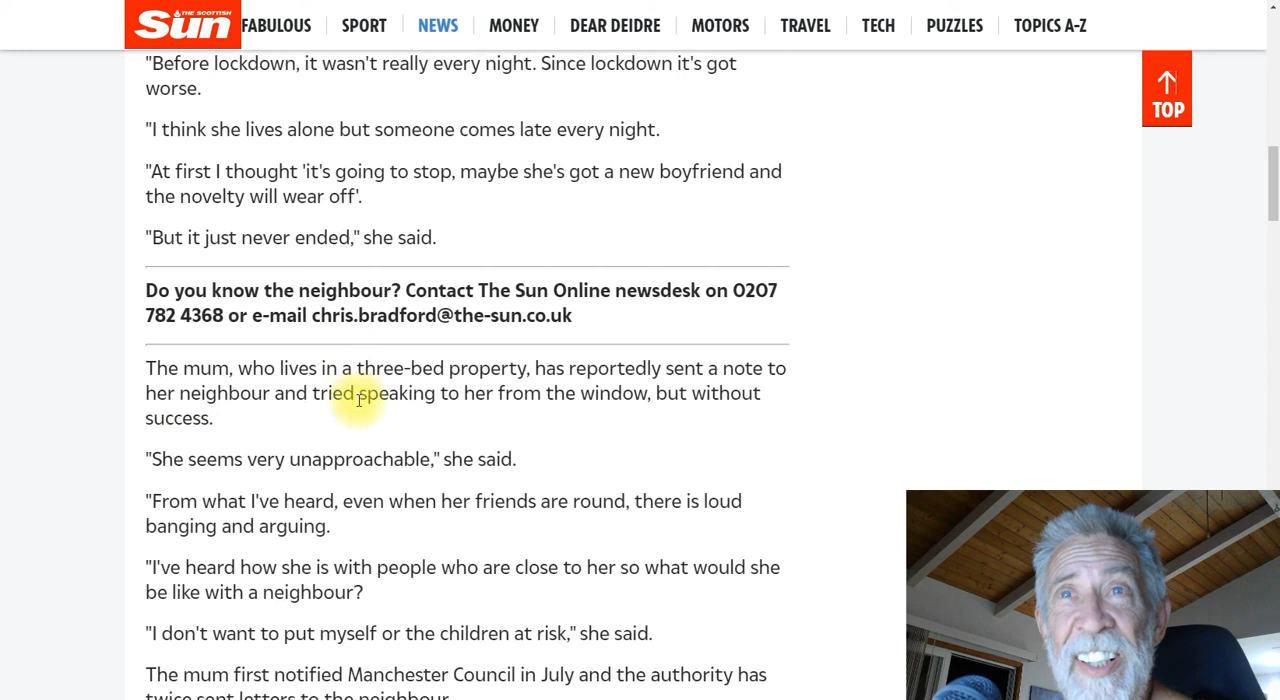 THE SCOTTISH
Sun
FABULOUS SPORT NEWS MONEY DEAR DEIDRE MOTORS TRAVEL TECH PUZZLES TOPICS A-Z
"Before lockdown, it wasn't really every night. Since lockdown it's got
worse.
TOP
"I think she lives alone but someone comes late every night.
"At first I thought 'it's going to stop, maybe she's got a new boyfriend and
the novelty will wear off'.
"But it just never ended," she said.
Do you know the neighbour? Contact The Sun Online newsdesk on 0207
782 4368 or e-mail chris.bradford@the-sun.co.uk
The mum, who lives in a three-bed property, has reportedly sent a note to
her neighbour and tried speaking to her from the window, but without
success.
"She seems very unapproachable," she said.
"From what I've heard, even when her friends are round, there is loud
banging and arguing.
"I've heard how she is with people who are close to her so what would she
be like with a neighbour?
"I don't want to put myself or the children at risk," she said.
The mum first notified Manchester Council in July and the authority has
twice sent letters to the neighbour